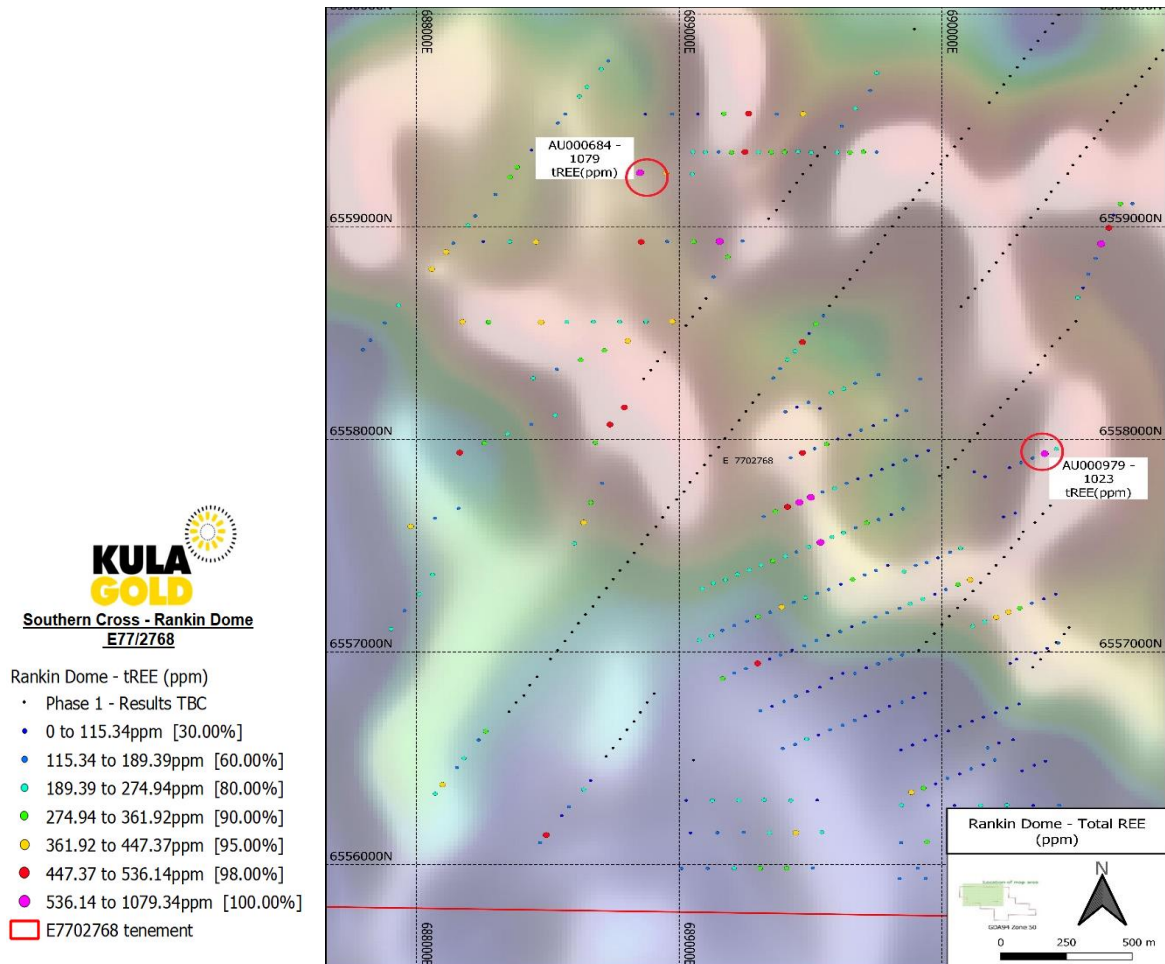 688000E
689000E
690000E
AU000684 -
1079
tREE(ppm)
6559000N
6559000N
6558000N
6558000N
E 7702768
AU000979 -
1023
tREE(ppm)
KULA
GOLD
Southern Cross - Rankin Dome
E77/2768
6557000N
6557000N
Rankin Dome - tREE (ppm)
Phase 1 - Results TBC
0 to 115.34ppm [30.00%]
115.34 to 189.39ppm [60.00%]
189.39 to 274.94ppm [80.00%]
274.94 to 361.92ppm [90.00%]
361.92 to 447.37ppm [95.00%]
447.37 to 536.14ppm [98.00%]
536.14 to 1079.34ppm [100.00%]
E7702768 tenement
6556000N
Rankin Dome - Total REE
(ppm)
Location of map area
GDA94 Zone 50
N
0 250 500 m
688000E
689000E